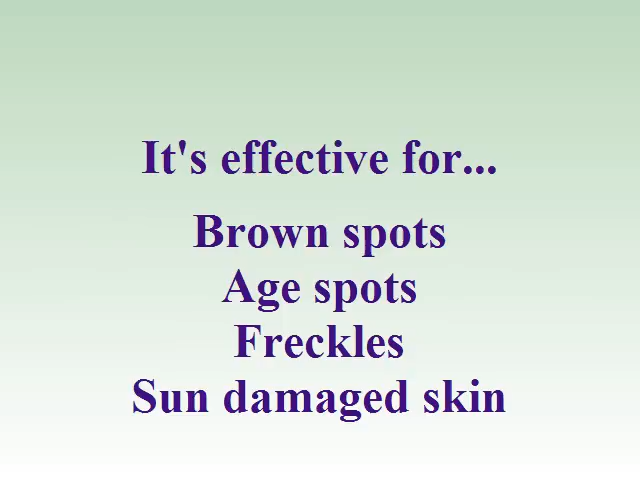 It's effective for...
Brown spots
Age spots
Freckles
Sun damaged skin